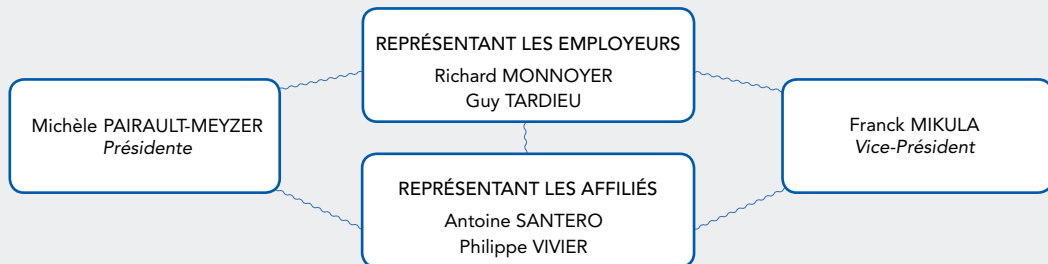 REPRÉSENTANT LES EMPLOYEURS
Richard MONNOYER
Guy TARDIEU
Michèle PAIRAULT-MEYZER
Présidente
Franck MIKULA
Vice-Président
REPRÉSENTANT LES AFFILIÉS
Antoine SANTERO
Philippe VIVIER